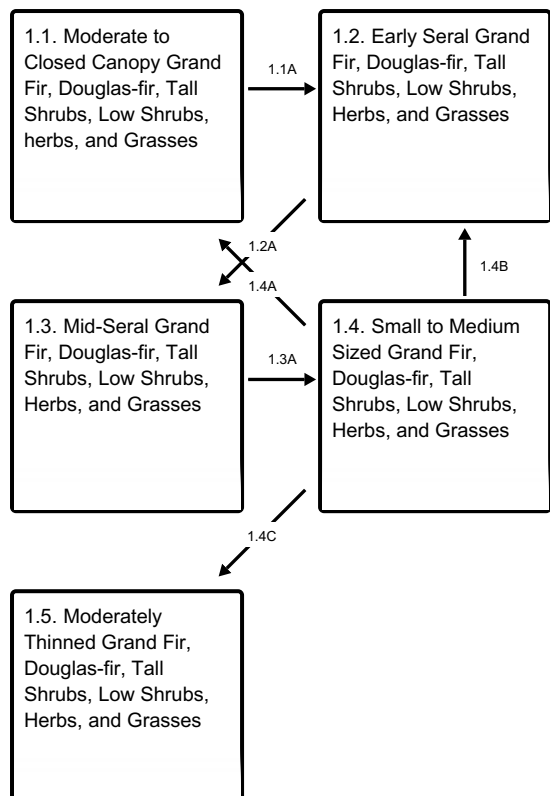 1.1. Moderate to
Closed Canopy Grand
Fir, Douglas-fir, Tall
Shrubs, Low Shrubs,
herbs, and Grasses
1.1A
1.2. Early Seral Grand
Fir, Douglas-fir, Tall
Shrubs, Low Shrubs,
Herbs, and Grasses
1.2A
1.4A
1.4B
1.3. Mid-Seral Grand
Fir, Douglas-fir, Tall
Shrubs, Low Shrubs,
Herbs, and Grasses
1.3A
1.4. Small to Medium
Sized Grand Fir,
Douglas-fir, Tall
Shrubs, Low Shrubs,
Herbs, and Grasses
1.4C
1.5. Moderately
Thinned Grand Fir,
Douglas-fir, Tall
Shrubs, Low Shrubs,
Herbs, and Grasses